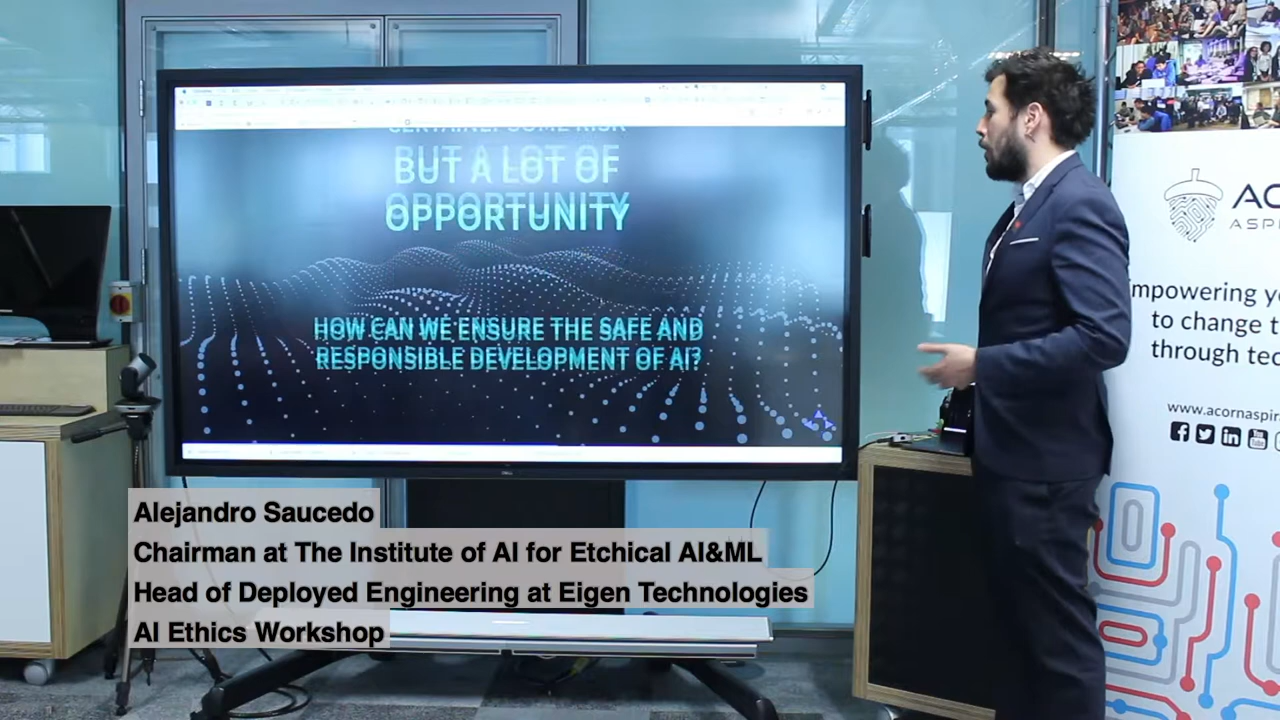 BUT A LOT OF
OPPORTUNITY
HOW CAN WE ENSURE THE SAFE AND
RESPONSIBLE DEVELOPMENT OF AI?
DELL
Alejandro Saucedo
Chairman at The Institute of AI for Etchical AI&ML
Head of Deployed Engineering at Eigen Technologies
AI Ethics Workshop
to change
through
www.acornaspir